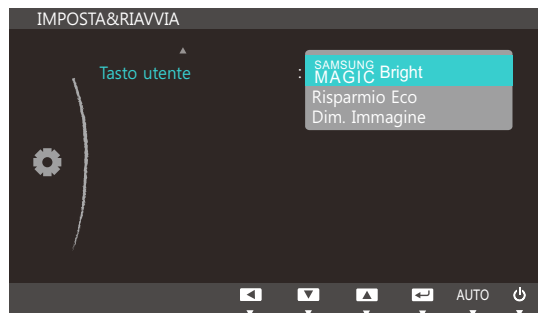 IMPOSTA&RIAVVIA
Tasto utente : SAMSUNG MAGIC Bright
Risparmio Eco
Dim. Immagine
AUTO